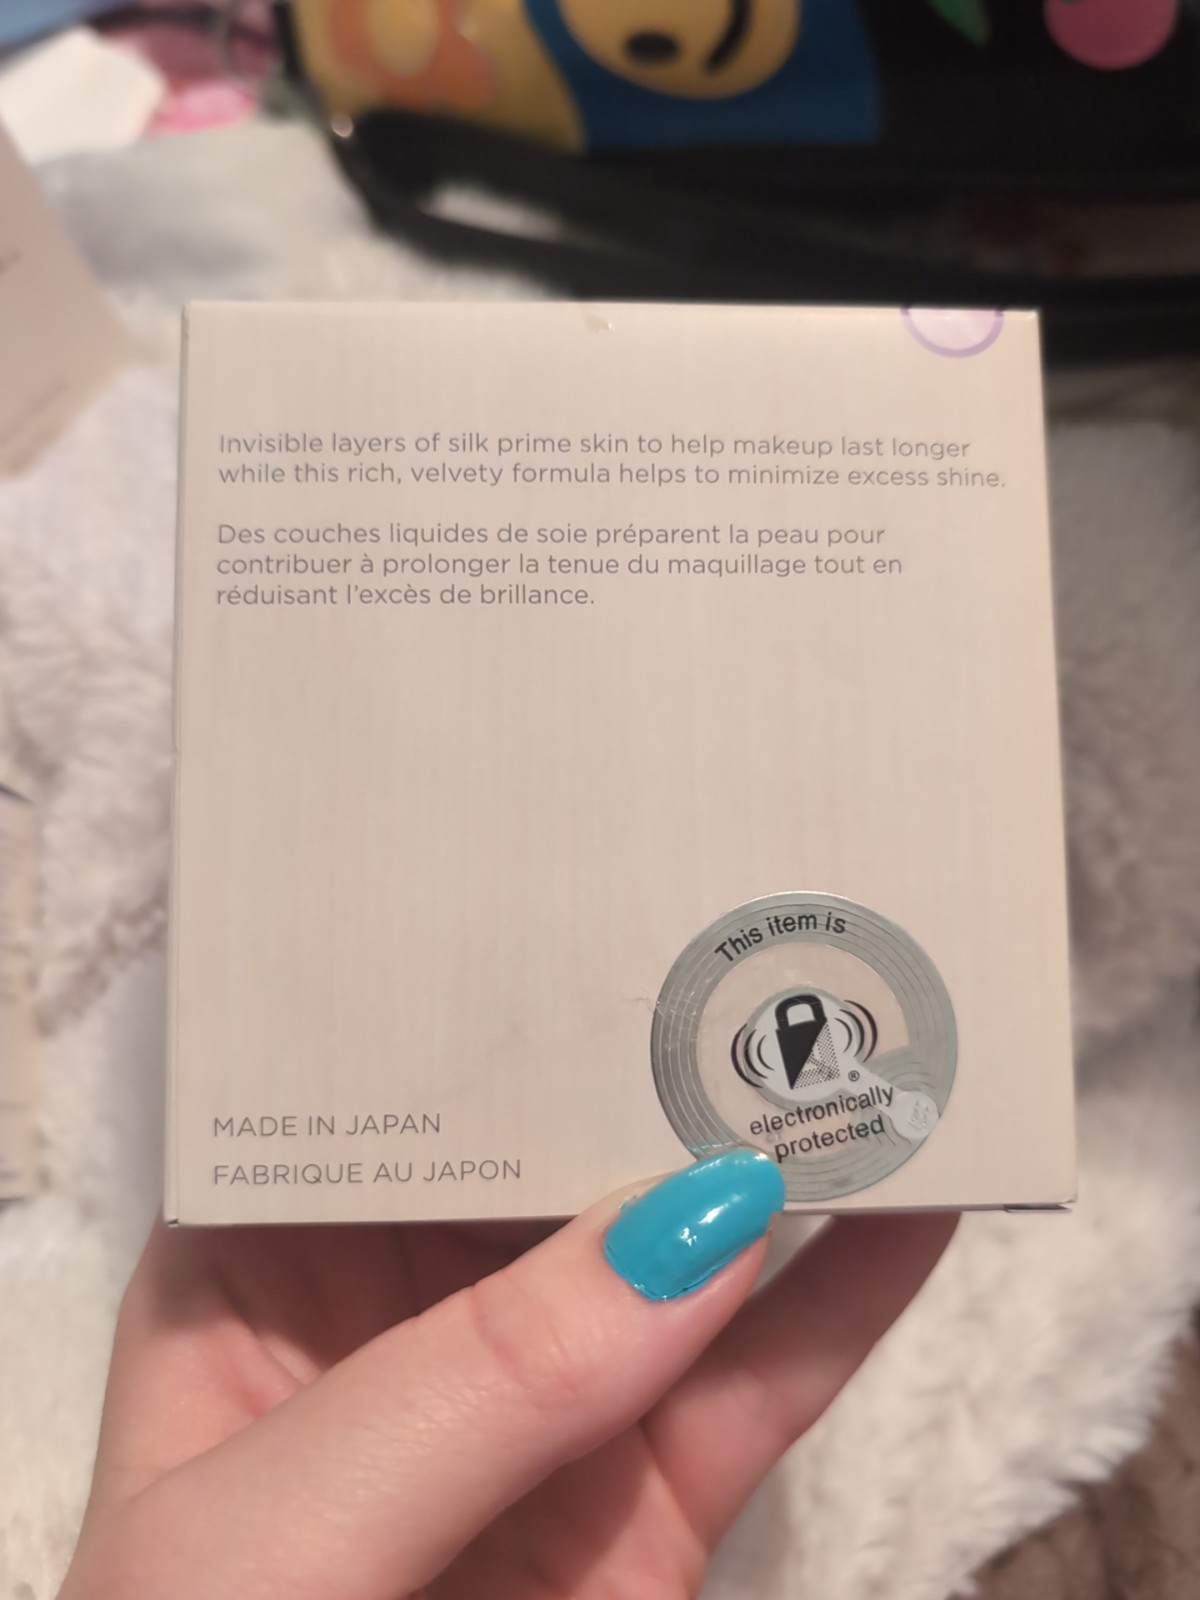 Invisible layers of silk prime skin to help makeup last longer
while this rich, velvety formula helps to minimize excess shine.
Des couches liquides de soie préparent la peau pour
contribuer à prolonger la tenue du maquillage tout en
réduisant l'excès de brillance.
This item is
®
electronically
protected
MADE IN JAPAN
FABRIQUE AU JAPON